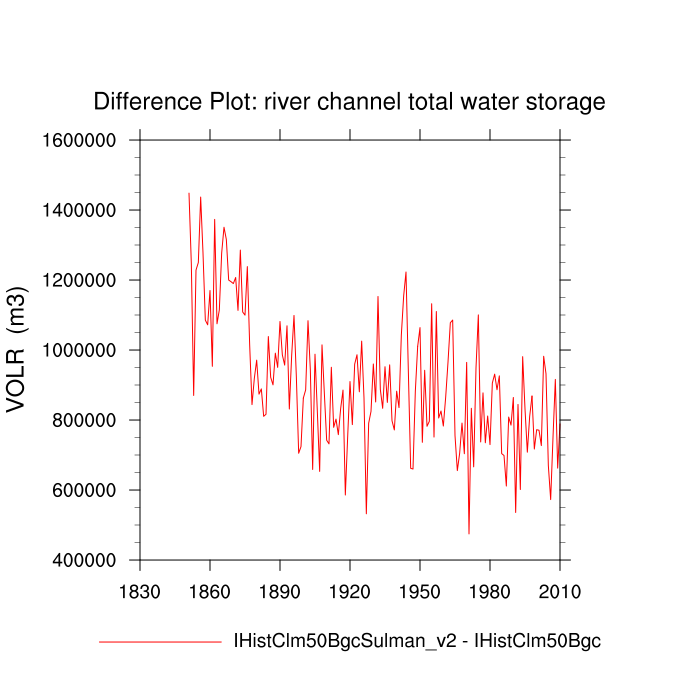 Difference Plot: river channel total water storage
VOLR (m3)
1600000
1400000
1200000
1000000
800000
600000
400000
1830 1860 1890 1920 1950 1980 2010
IHistClm50BgcSulman_v2 - IHistClm50Bgc